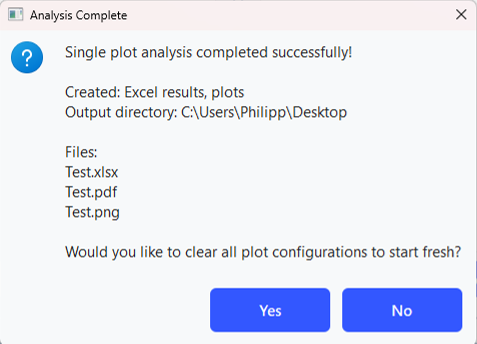 Analysis Complete
Single plot analysis completed successfully!
Created: Excel results, plots
Output directory: C:\Users\Philipp\Desktop
Files:
Test.xlsx
Test.pdf
Test.png
Would you like to clear all plot configurations to start fresh?
Yes
No